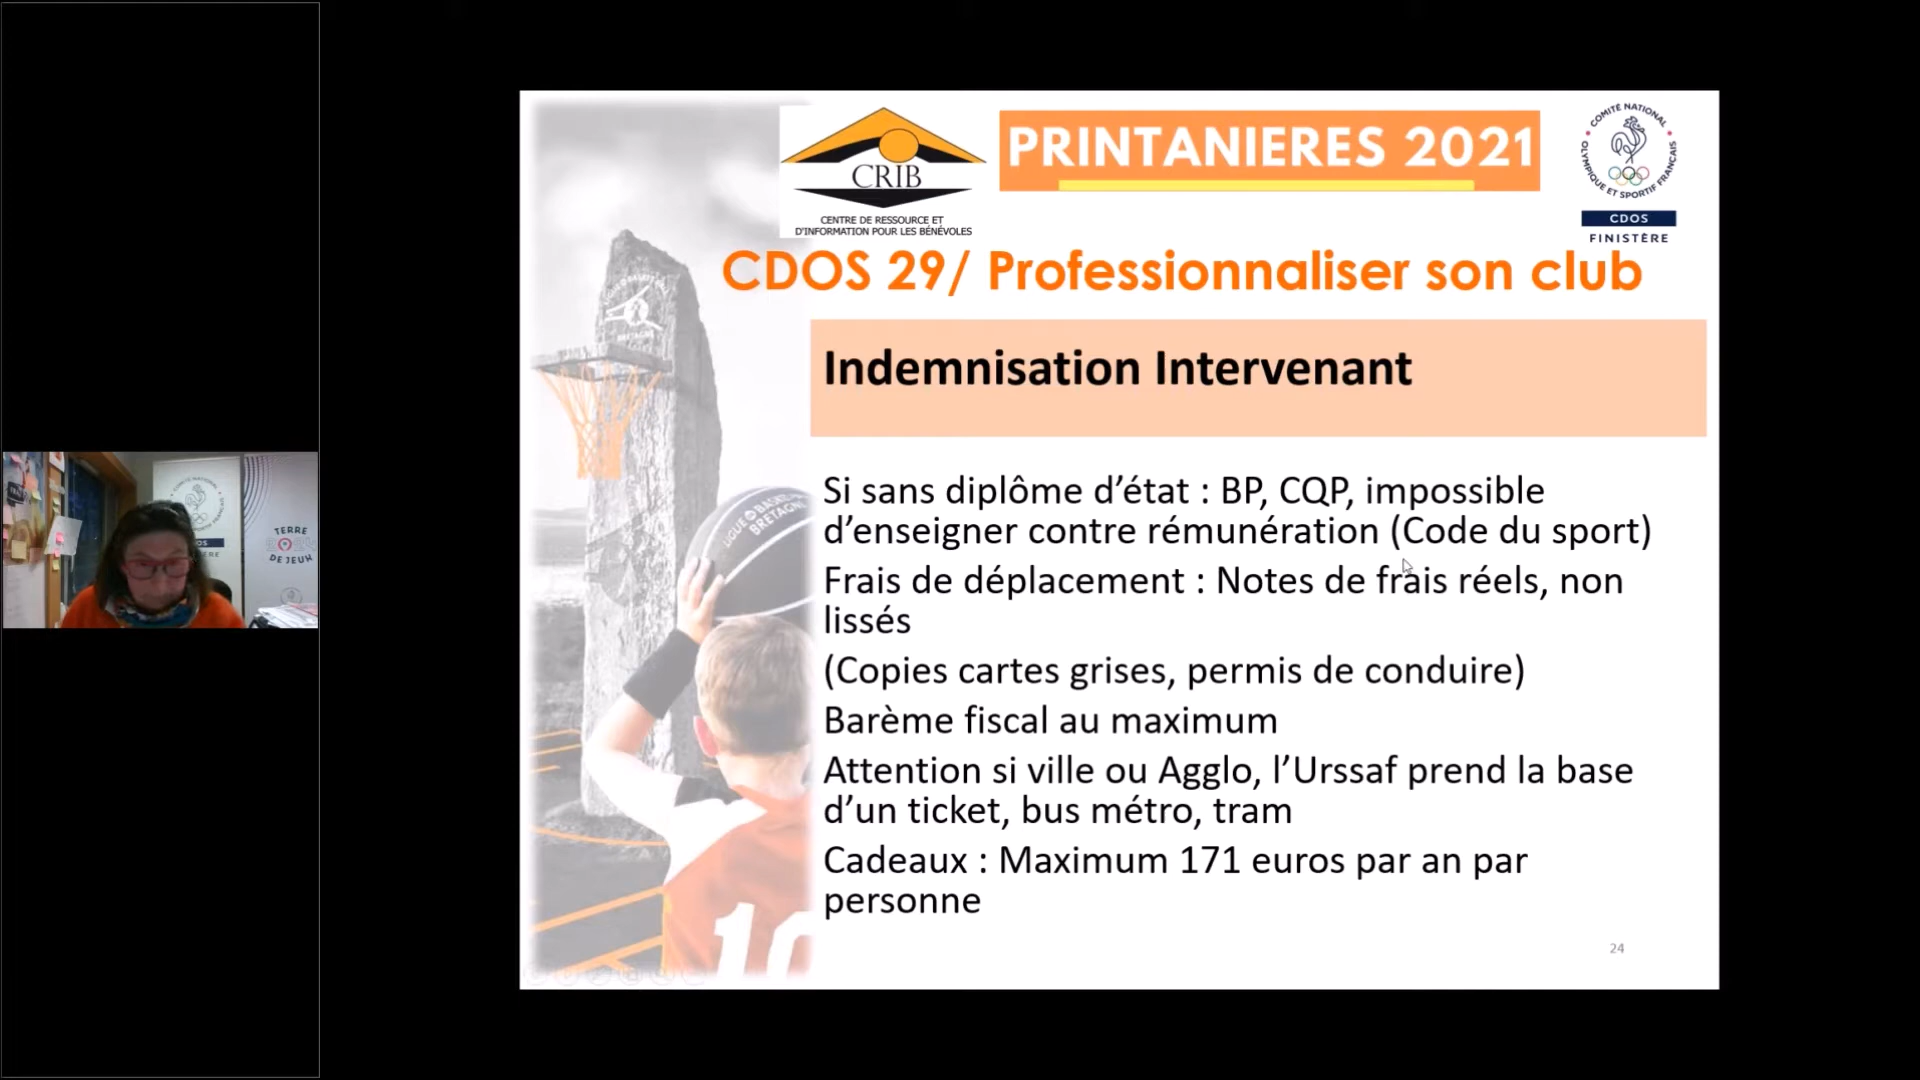 CRIB
CENTRE DE RESSOURCE ET
D'INFORMATION POUR LES BÉNÉVOLES
PRINTANIERES 2021
COMITÉ NATIONAL
OLYMPIQUE ET SPORTIF FRANÇAIS
CDOS
FINISTÈRE
CDOS 29/ Professionnaliser son club
Indemnisation Intervenant
Si sans diplôme d’état : BP, CQP, impossible
d’enseigner contre rémunération (Code du sport)
Frais de déplacement : Notes de frais réels, non
lissés
(Copies cartes grises, permis de conduire)
Barème fiscal au maximum
Attention si ville ou Agglo, l’Urssaf prend la base
d’un ticket, bus métro, tram
Cadeaux : Maximum 171 euros par an par
personne
24
LIGUE BASKET
BRETAGNE
10
TERRE
2024
DE JEUX